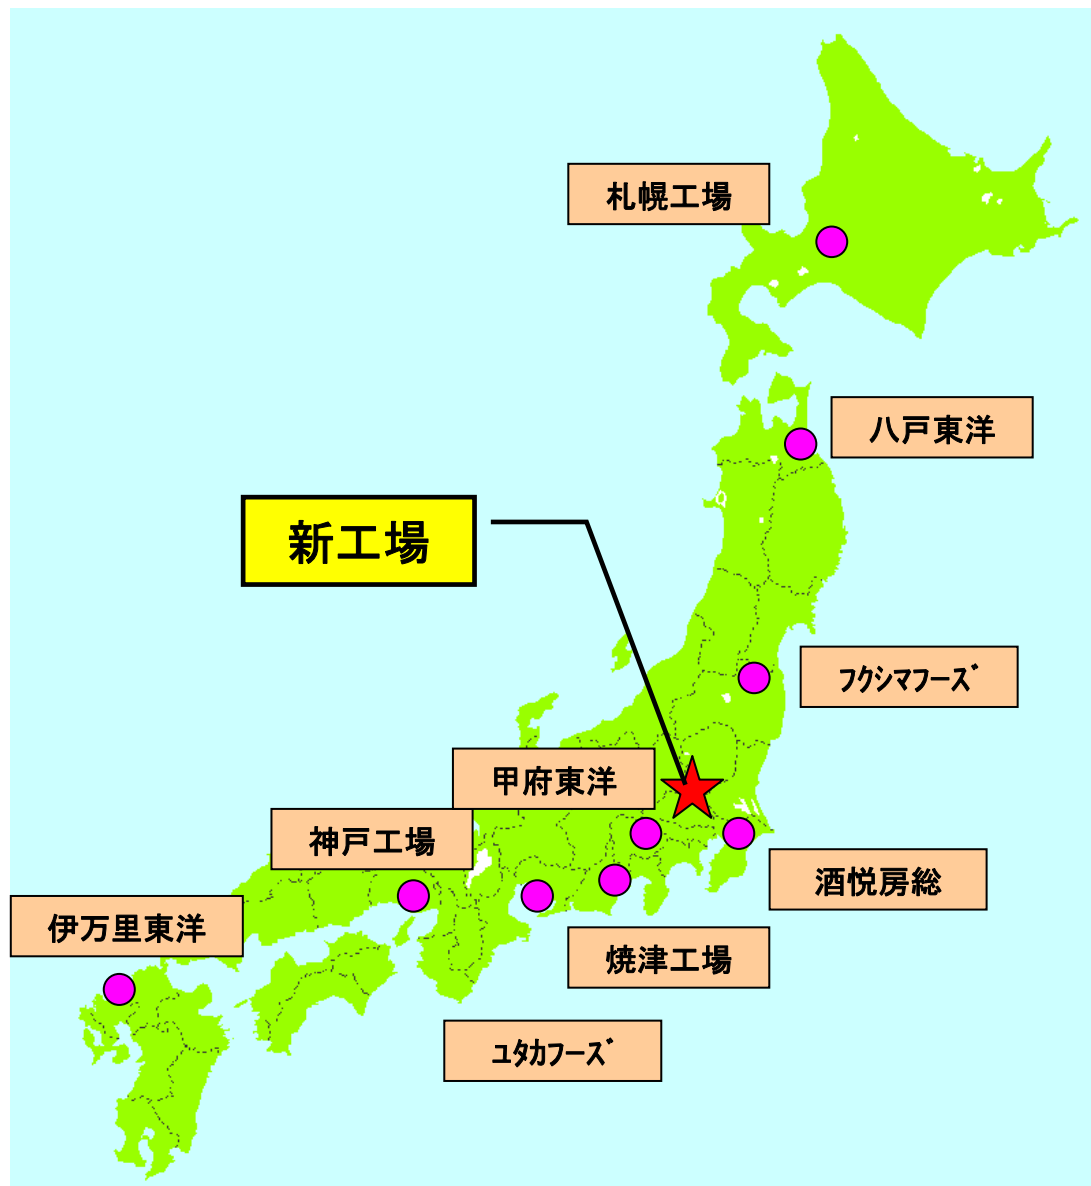 札幌工場
八戸東洋
新工場
ﾌｸｼﾏﾌｰｽﾞ
甲府東洋
神戸工場
酒悦房総
伊万里東洋
焼津工場
ﾕﾀｶﾌｰｽﾞ